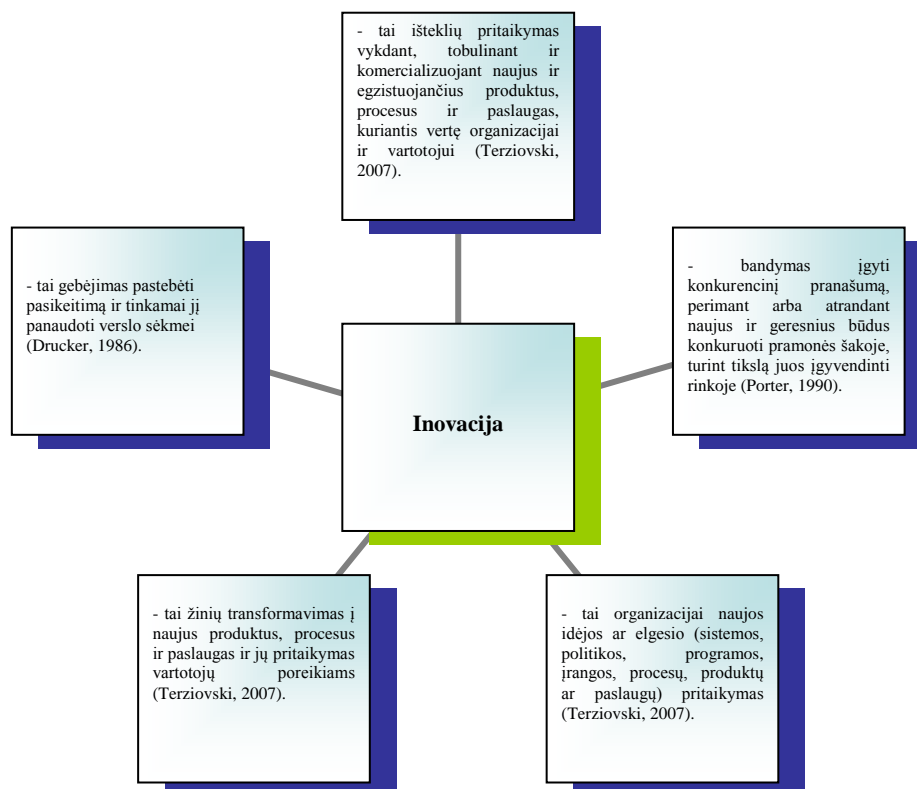 - tai išteklių pritaikymas
vykdant, tobulinant ir
komercializuojant naujus ir
egzistuojančius produktus,
procesus ir paslaugas,
kuriantis vertę organizacijai
ir vartotojui (Terziovski,
2007).
- tai gebėjimas pastebėti
pasikeitimą ir tinkamai jį
panaudoti verslo sėkmei
(Drucker, 1986).
- bandymas įgyti
konkurencinį pranašumą,
perimant arba atrandant
naujus ir geresnius būdus
konkuruoti pramonės šakoje,
turint tikslą juos įgyvendinti
rinkoje (Porter, 1990).
Inovacija
- tai žinių transformavimas į
naujus produktus, procesus
ir paslaugas ir jų pritaikymas
vartotojų poreikiams
(Terziovski, 2007).
- tai organizacijai naujos
idėjos ar elgesio (sistemos,
politikos, programos,
įrangos, procesų, produktų
ar paslaugų) pritaikymas
(Terziovski, 2007).